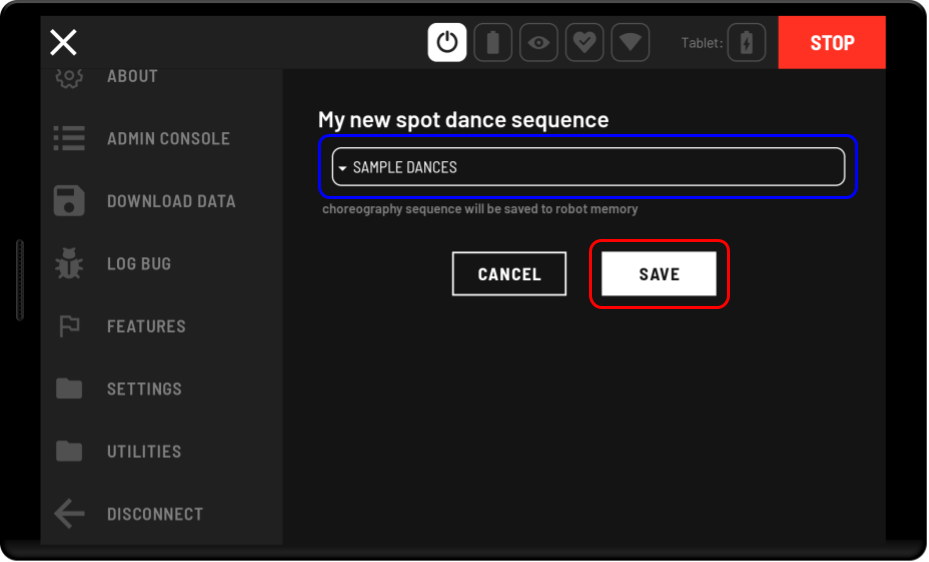 Tablet:
STOP
ABOUT
ADMIN CONSOLE
DOWNLOAD DATA
LOG BUG
FEATURES
SETTINGS
UTILITIES
DISCONNECT
My new spot dance sequence
SAMPLE DANCES
choreography sequence will be saved to robot memory
CANCEL
SAVE